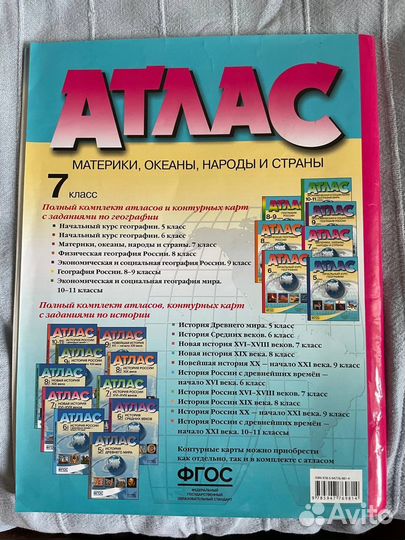 АТЛАС
МАТЕРИКИ, ОКЕАНЫ, НАРОДЫ И СТРАНЫ
7 класс
Полный комплект атласов и контурных карт
с заданиями по географии
• Начальный курс географии. 5 класс
• Начальный курс географии. 6 класс
• Материки, океаны, народы и страны. 7 класс
• Физическая география России. 8 класс
• Экономическая и социальная география России. 9 класс
• География России. 8–9 классы
• Экономическая и социальная география мира.
10–11 классы
Полный комплект атласов, контурных карт
с заданиями по истории
• История Древнего мира. 5 класс
• История Средних веков. 6 класс
• Новая история XVI–XVIII веков. 7 класс
• Новая история XIX века. 8 класс
• Новейшая история XX — начало XXI века. 9 класс
• История России с древнейших времён —
начало XVI века. 6 класс
• История России XVI–XVIII веков. 7 класс
• История России XIX века. 8 класс
• История России XX — начало XXI века. 9 класс
• История России с древнейших времён —
начало XXI века. 10–11 классы
Контурные карты можно приобрести
как отдельно, так и в комплекте с атласом
ФГОС
ФЕДЕРАЛЬНЫЙ
ГОСУДАРСТВЕННЫЙ
ОБРАЗОВАТЕЛЬНЫЙ СТАНДАРТ
Avito